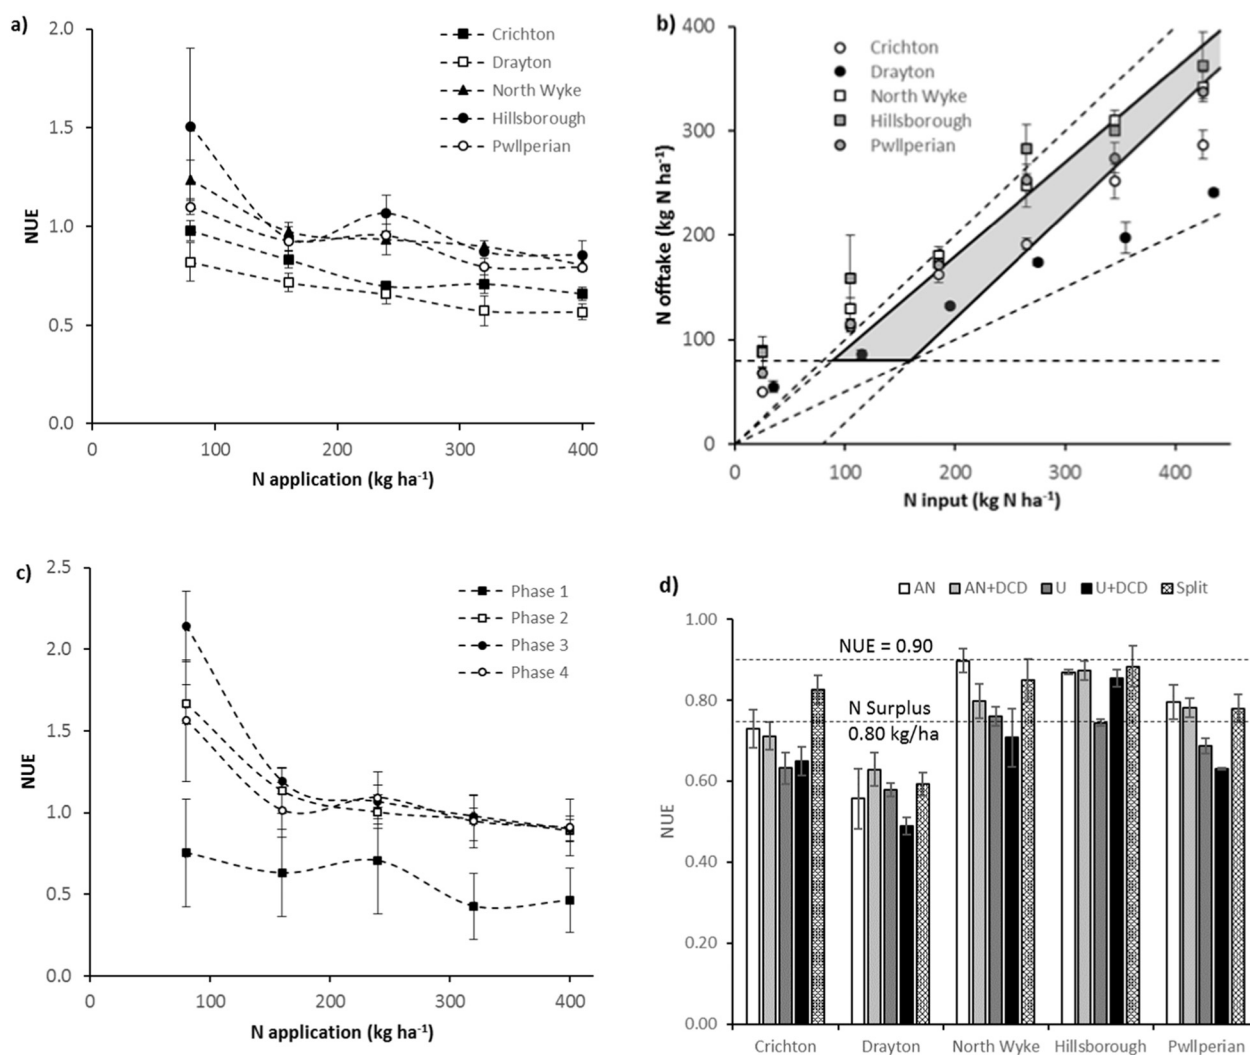 a)
2.0
1.5
1.0
0.5
0.0
NUE
0
100
200
300
400
N application (kg ha⁻¹)
Crichton
Drayton
North Wyke
Hillsborough
Pwllperian
b)
400
300
200
100
0
N offtake (kg N ha⁻¹)
0
100
200
300
400
N input (kg N ha⁻¹)
Crichton
Drayton
North Wyke
Hillsborough
Pwllperian
c)
2.5
2.0
1.5
1.0
0.5
0.0
NUE
0
100
200
300
400
N application (kg ha⁻¹)
Phase 1
Phase 2
Phase 3
Phase 4
d)
AN AN+DCD U U+DCD Split
1.00
0.80
0.60
0.40
0.20
0.00
NUE
NUE = 0.90
N Surplus
0.80 kg/ha
Crichton Drayton North Wyke Hillsborough Pwllperian